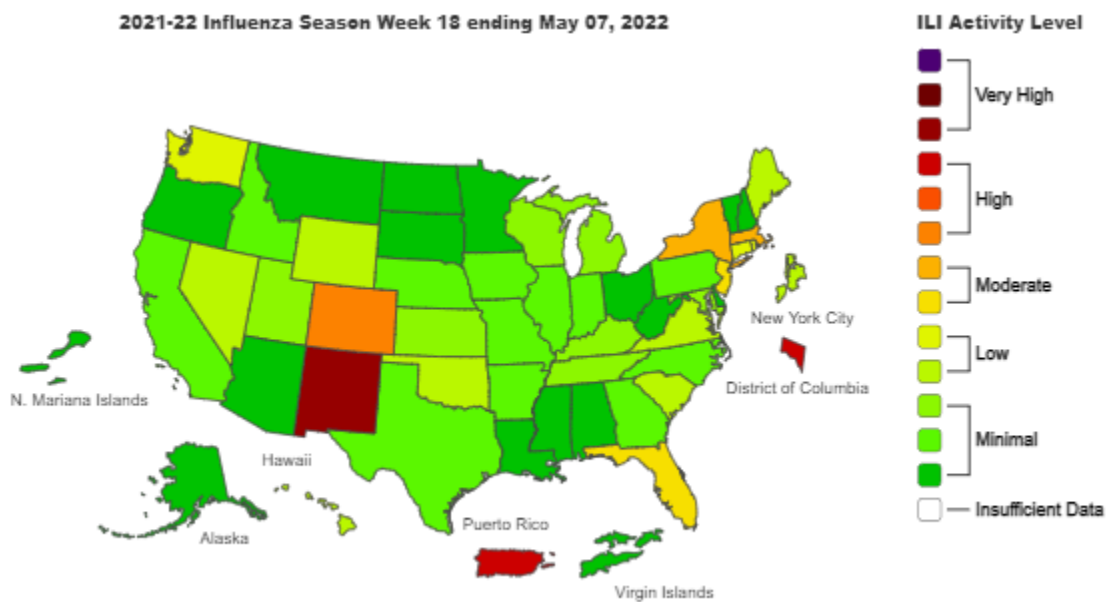 2021-22 Influenza Season Week 18 ending May 07, 2022
ILI Activity Level
Very High
High
Moderate
Low
Minimal
Insufficient Data
New York City
District of Columbia
N. Mariana Islands
Hawaii
Alaska
Puerto Rico
Virgin Islands